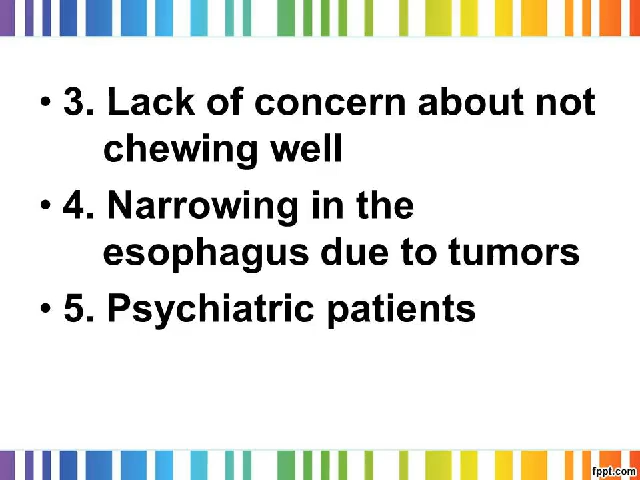 • 3. Lack of concern about not
chewing well
• 4. Narrowing in the
esophagus due to tumors
• 5. Psychiatric patients
fppt.com